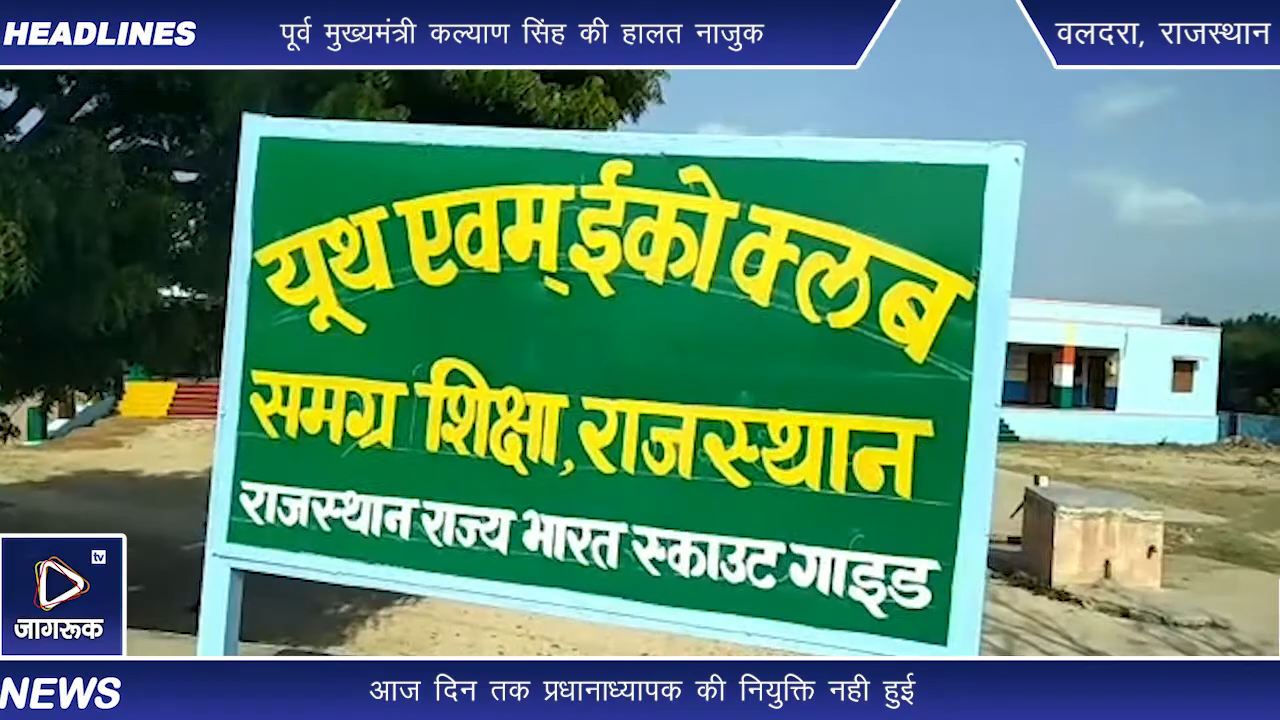 HEADLINES
पूर्व मुख्यमंत्री कल्याण सिंह की हालत नाजुक
वलदरा, राजस्थान
यूथ एवम् ईको क्लब
समग्र शिक्षा, राजस्थान
राजस्थान राज्य भारत स्काउट गाइड
tv
जागरूक
NEWS
आज दिन तक प्रधानाध्यापक की नियुक्ति नही हुई